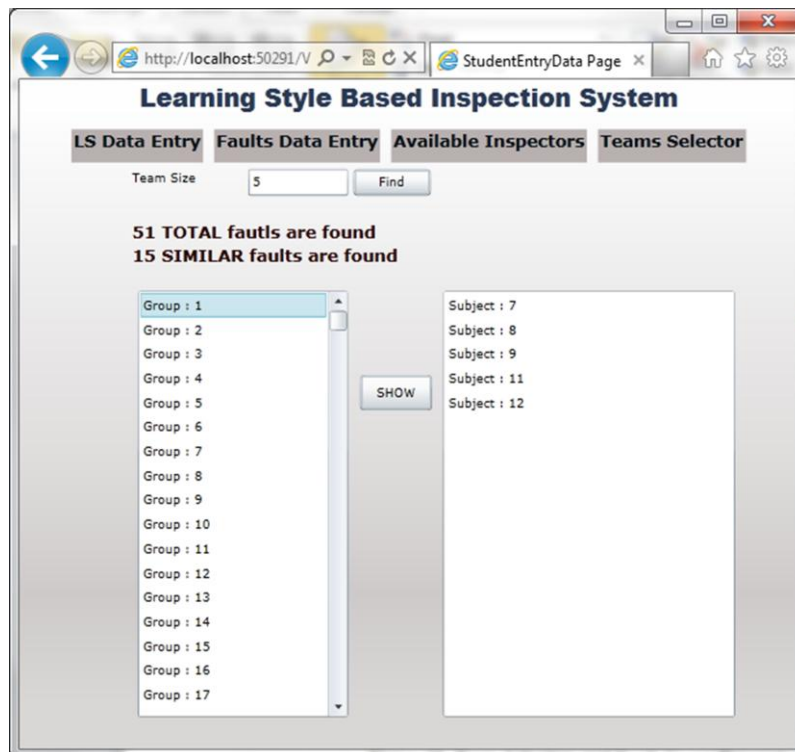 http://localhost:50291/V
StudentEntryData Page
Learning Style Based Inspection System
LS Data Entry Faults Data Entry Available Inspectors Teams Selector
Team Size 5 Find
51 TOTAL fautls are found
15 SIMILAR faults are found
Group : 1
Group : 2
Group : 3
Group : 4
Group : 5
Group : 6
Group : 7
Group : 8
Group : 9
Group : 10
Group : 11
Group : 12
Group : 13
Group : 14
Group : 15
Group : 16
Group : 17
SHOW
Subject : 7
Subject : 8
Subject : 9
Subject : 11
Subject : 12